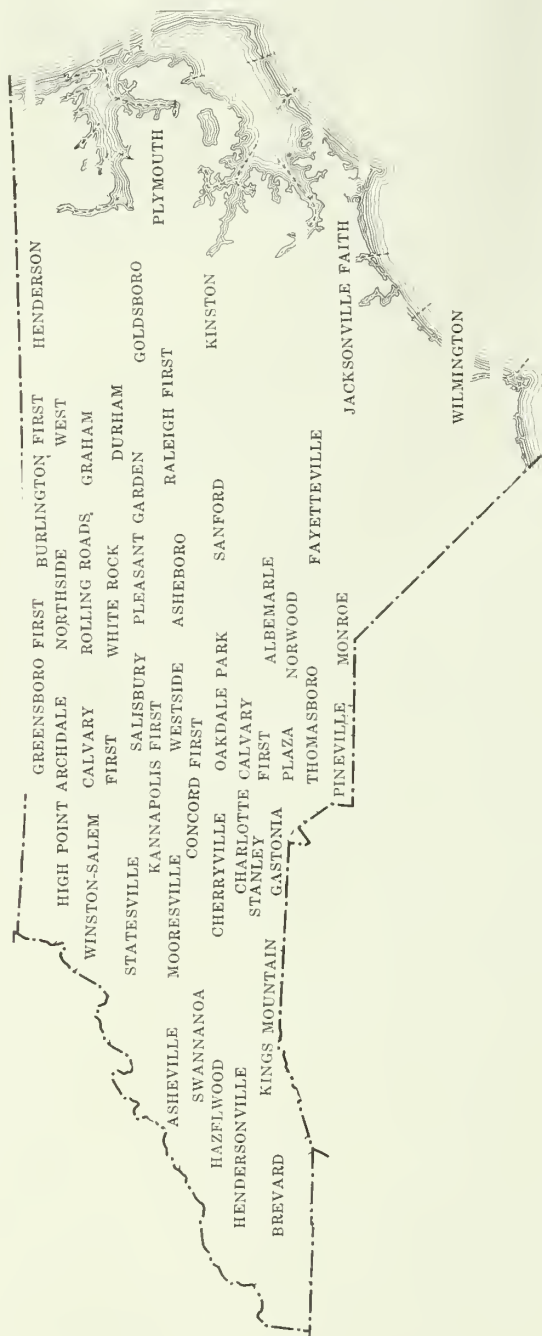 GREENSBORO FIRST BURLINGTON FIRST HENDERSON
HIGH POINT ARCHDALE NORTHSIDE WEST
WINSTON-SALEM CALVARY ROLLING ROADS GRAHAM
FIRST WHITE ROCK DURHAM
STATESVILLE SALISBURY PLEASANT GARDEN GOLDSBORO PLYMOUTH
KANNAPOLIS FIRST RALEIGH FIRST
ASHEVILLE MOORESVILLE WESTSIDE ASHEBORO
SWANNANOA CONCORD FIRST
HAZELWOOD CHERRYVILLE OAKDALE PARK SANFORD KINSTON
HENDERSONVILLE CHARLOTTE CALVARY
STANLEY FIRST ALBEMARLE
KINGS MOUNTAIN
BREVARD GASTONIA PLAZA NORWOOD
THOMASBORO FAYETTEVILLE
PINEVILLE MONROE JACKSONVILLE FAITH
WILMINGTON